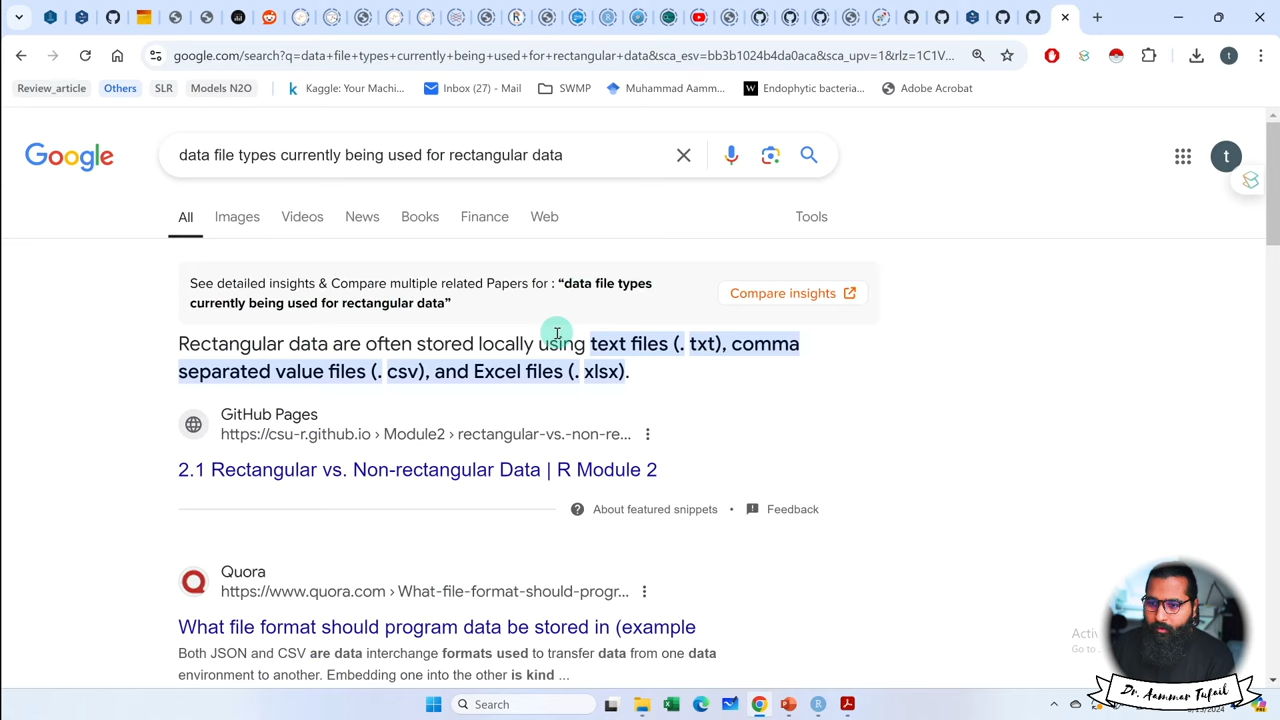 google.com/search?q=data+file+types+currently+being+used+for+rectangular+data&sca_esv=bb3b1024b4da0aca&sca_upv=1&rlz=1C1V...
Review_article Others SLR Models N2O Kaggle: Your Machi... Inbox (27) - Mail SWMP Muhammad Aamm... Endophytic bacteria... Adobe Acrobat
Google data file types currently being used for rectangular data t
All Images Videos News Books Finance Web Tools
See detailed insights & Compare multiple related Papers for : “data file types
currently being used for rectangular data”
Compare insights
Rectangular data are often stored locally using text files (. txt), comma
separated value files (. csv), and Excel files (. xlsx).
GitHub Pages
https://csu-r.github.io › Module2 › rectangular-vs.-non-re...
2.1 Rectangular vs. Non-rectangular Data | R Module 2
About featured snippets • Feedback
Quora
https://www.quora.com › What-file-format-should-progr...
What file format should program data be stored in (example
Both JSON and CSV are data interchange formats used to transfer data from one data
environment to another. Embedding one into the other is kind ...
Activ
Go to
Dr. Aammar Tufail
Search